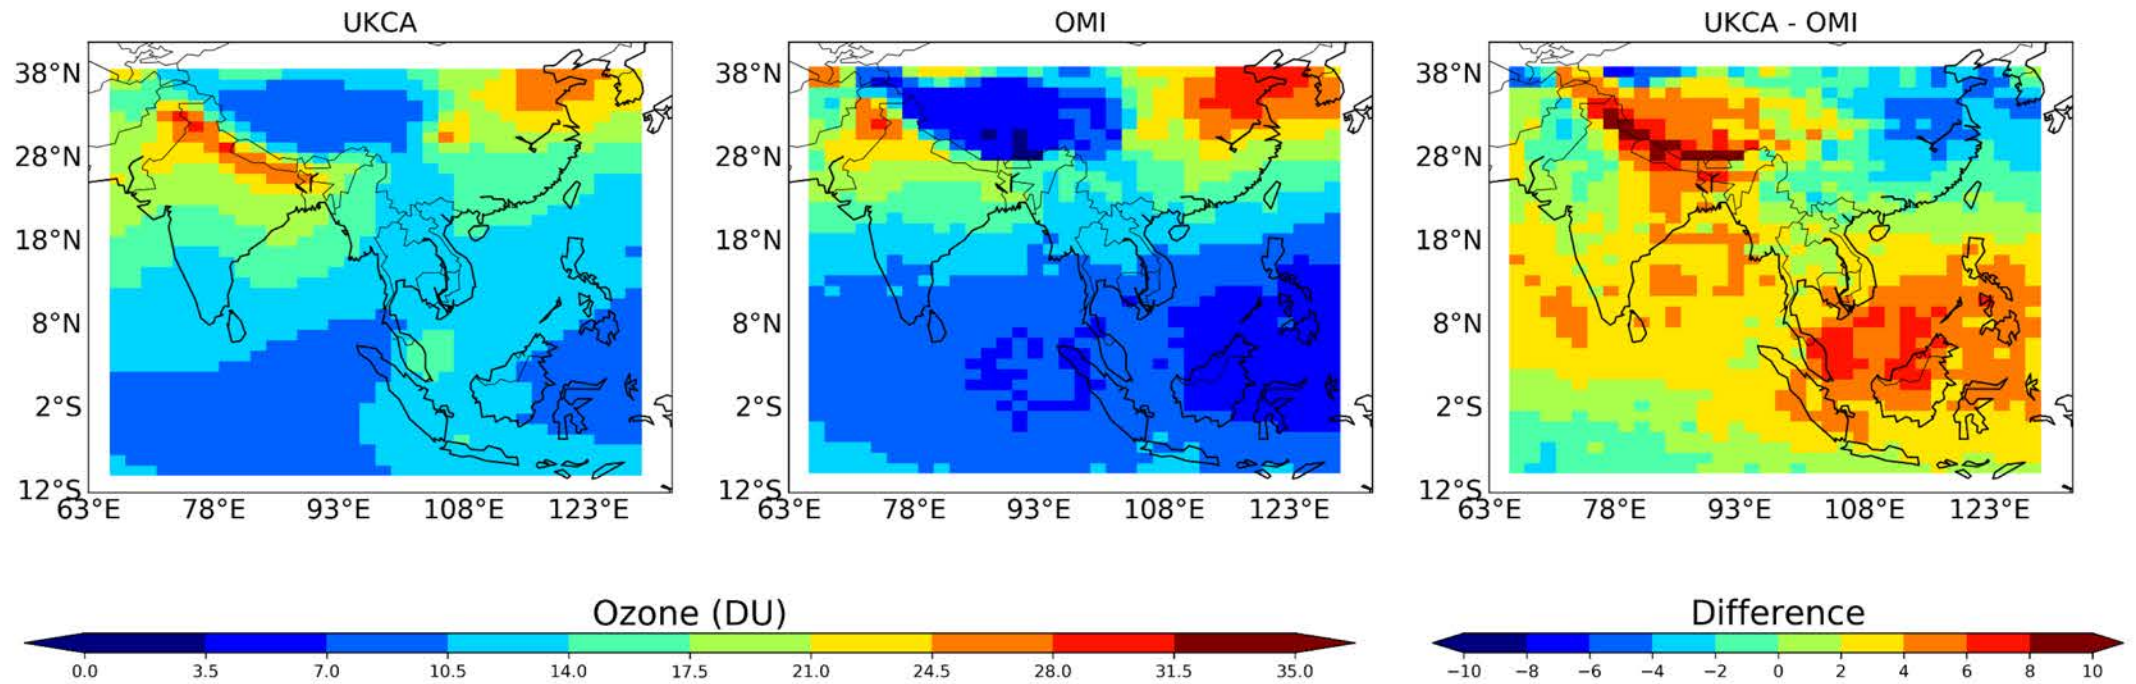 UKCA
OMI
UKCA - OMI
38°N
28°N
18°N
8°N
2°S
12°S
63°E 78°E 93°E 108°E 123°E
38°N
28°N
18°N
8°N
2°S
12°S
63°E 78°E 93°E 108°E 123°E
38°N
28°N
18°N
8°N
2°S
12°S
63°E 78°E 93°E 108°E 123°E
Ozone (DU)
0.0 3.5 7.0 10.5 14.0 17.5 21.0 24.5 28.0 31.5 35.0
Difference
−10 −8 −6 −4 −2 0 2 4 6 8 10